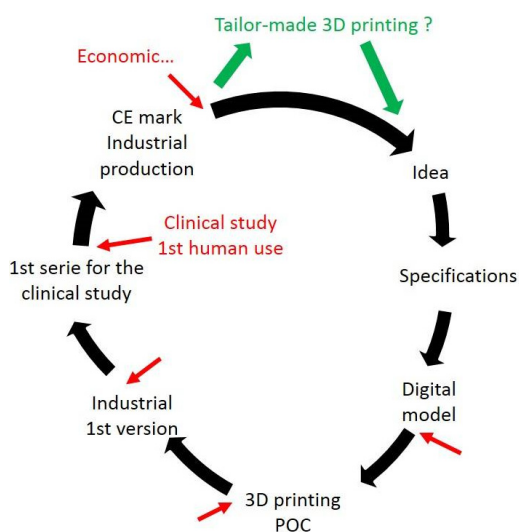 Tailor-made 3D printing ?
Economic...
CE mark
Industrial
production
Idea
Clinical study
1st human use
1st serie for the
clinical study
Specifications
Industrial
1st version
Digital
model
3D printing
POC